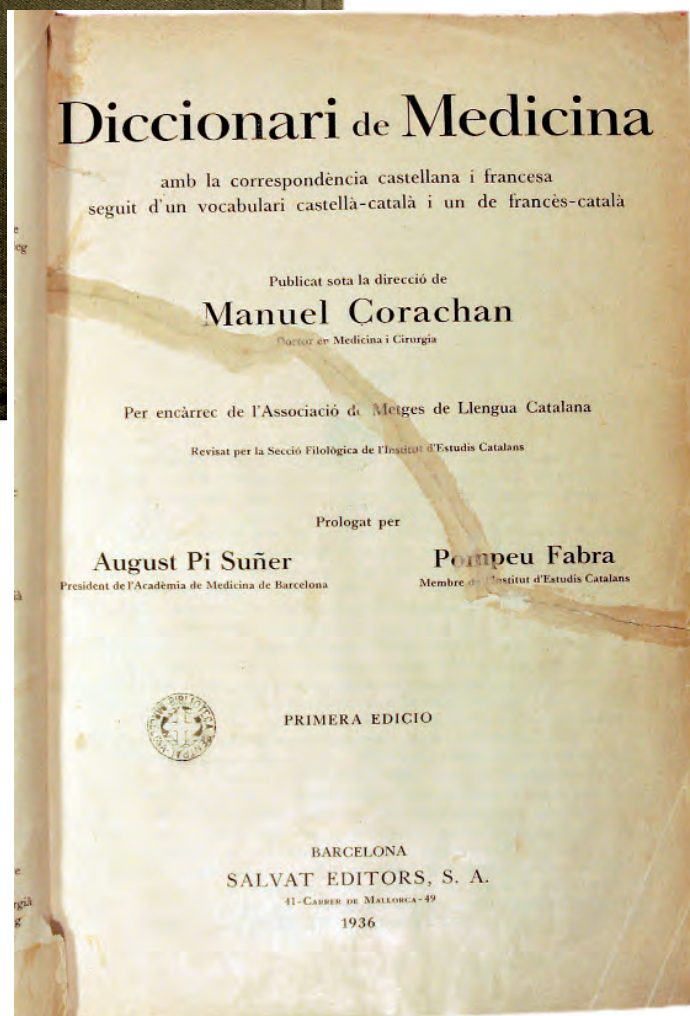 Diccionari de Medicina
amb la correspondència castellana i francesa
seguit d'un vocabulari castellà-català i un de francès-català
Publicat sota la direcció de
Manuel Corachan
Doctor en Medicina i Cirurgia
Per encàrrec de l'Associació de Metges de Llengua Catalana
Revisat per la Secció Filològica de l'Institut d'Estudis Catalans
Prologat per
August Pi Suñer
President de l'Acadèmia de Medicina de Barcelona
Pompeu Fabra
Membre de l'Institut d'Estudis Catalans
PRIMERA EDICIO
BIBLIOTECA
BARCELONA
SALVAT EDITORS, S. A.
41-CARRER DE MALLORCA-49
1936